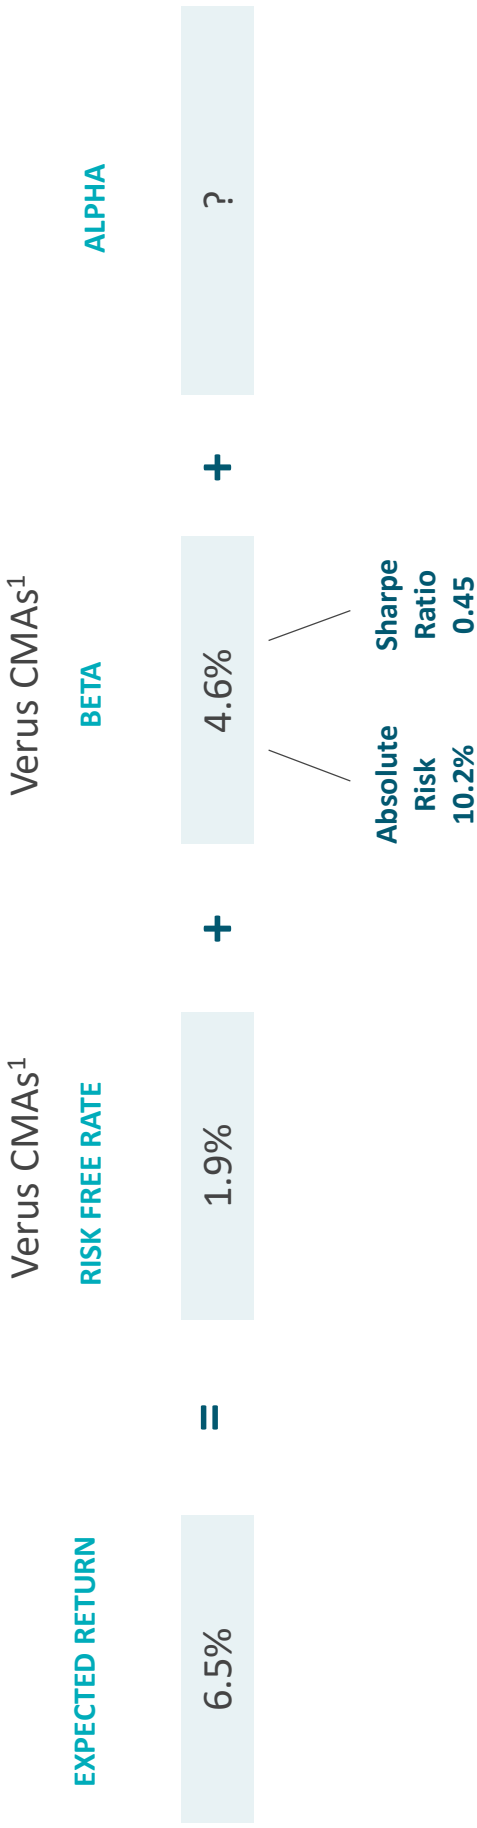 Verus CMAs¹
Verus CMAs¹
EXPECTED RETURN
RISK FREE RATE
BETA
ALPHA
6.5%
=
1.9%
+
4.6%
+
?
Absolute
Risk
10.2%
Sharpe
Ratio
0.45